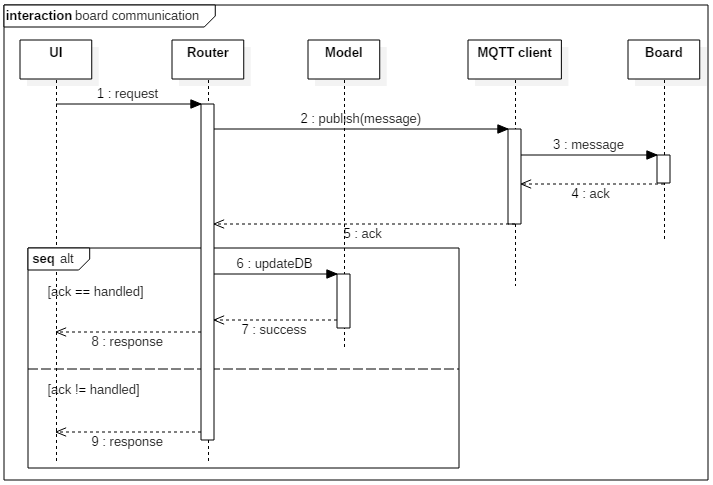 interaction board communication
UI
Router
Model
MQTT client
Board
1 : request
2 : publish(message)
3 : message
4 : ack
5 : ack
seq alt
6 : updateDB
[ack == handled]
7 : success
8 : response
[ack != handled]
9 : response